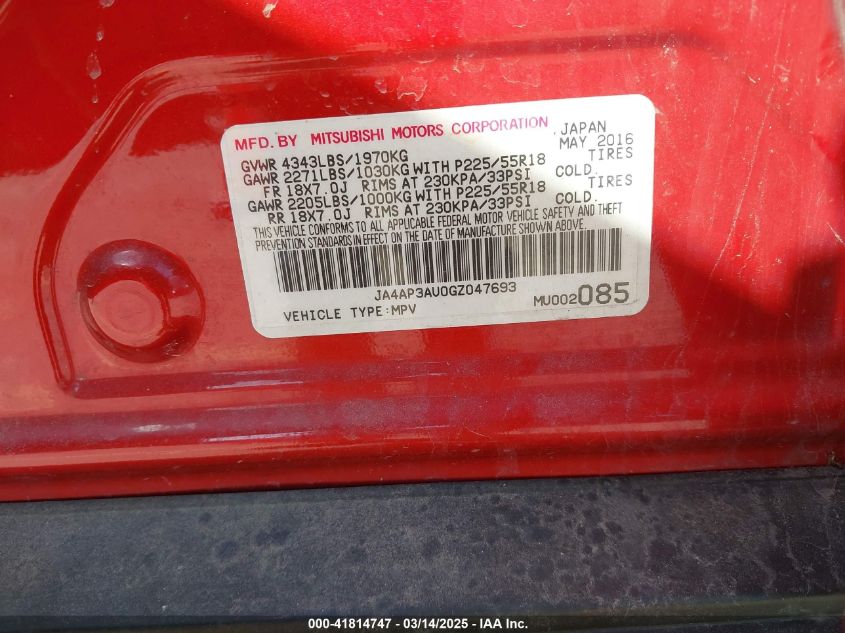 MFD. BY MITSUBISHI MOTORS CORPORATION JAPAN
MAY 2016
GVWR 4343LBS/1970KG
GAWR 2271LBS/1030KG WITH P225/55R18 TIRES
FR 18X7.0J RIMS AT 230KPA/33PSI COLD.
GAWR 2205LBS/1000KG WITH P225/55R18 TIRES
RR 18X7.0J RIMS AT 230KPA/33PSI COLD.
THIS VEHICLE CONFORMS TO ALL APPLICABLE FEDERAL MOTOR VEHICLE SAFETY AND THEFT
PREVENTION STANDARDS IN EFFECT ON THE DATE OF MANUFACTURE SHOWN ABOVE.
JA4AP3AU0GZ047693
VEHICLE TYPE:MPV MU002085
000-41814747 - 03/14/2025 - IAAI.com